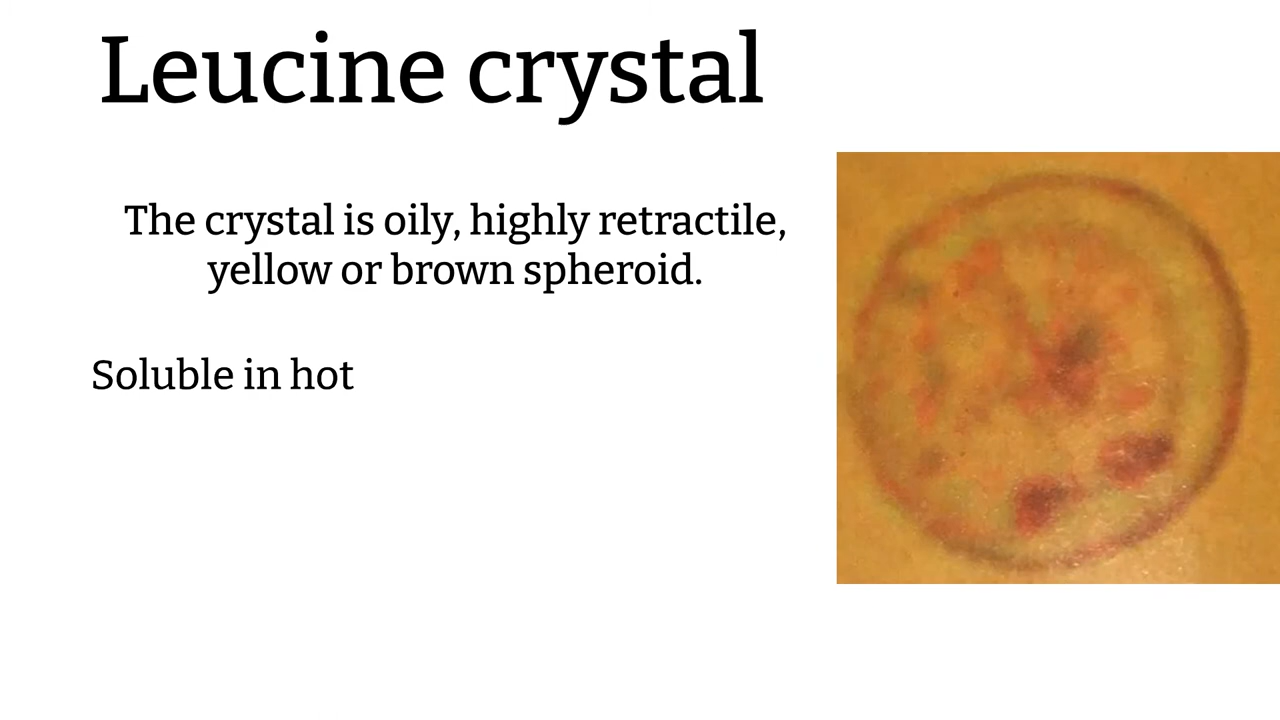 Leucine crystal
The crystal is oily, highly retractile,
yellow or brown spheroid.
Soluble in hot